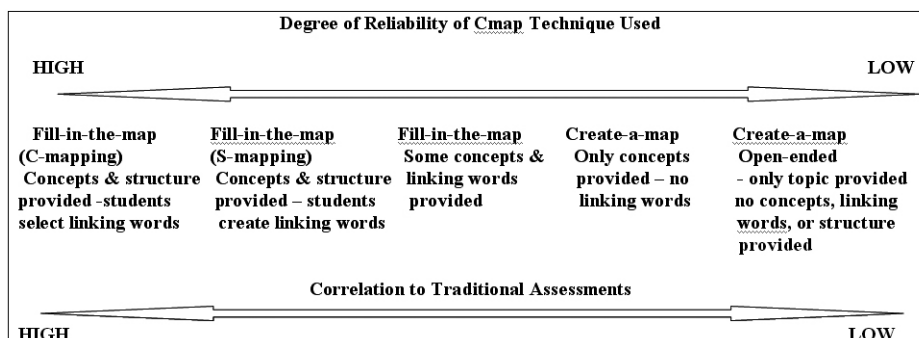 Degree of Reliability of Cmap Technique Used
HIGH
LOW
Fill-in-the-map
(C-mapping)
Concepts & structure
provided -students
select linking words
Fill-in-the-map
(S-mapping)
Concepts & structure
provided – students
create linking words
Fill-in-the-map
Some concepts &
linking words
provided
Create-a-map
Only concepts
provided – no
linking words
Create-a-map
Open-ended
- only topic provided
no concepts, linking
words, or structure
provided
Correlation to Traditional Assessments
HIGH
LOW